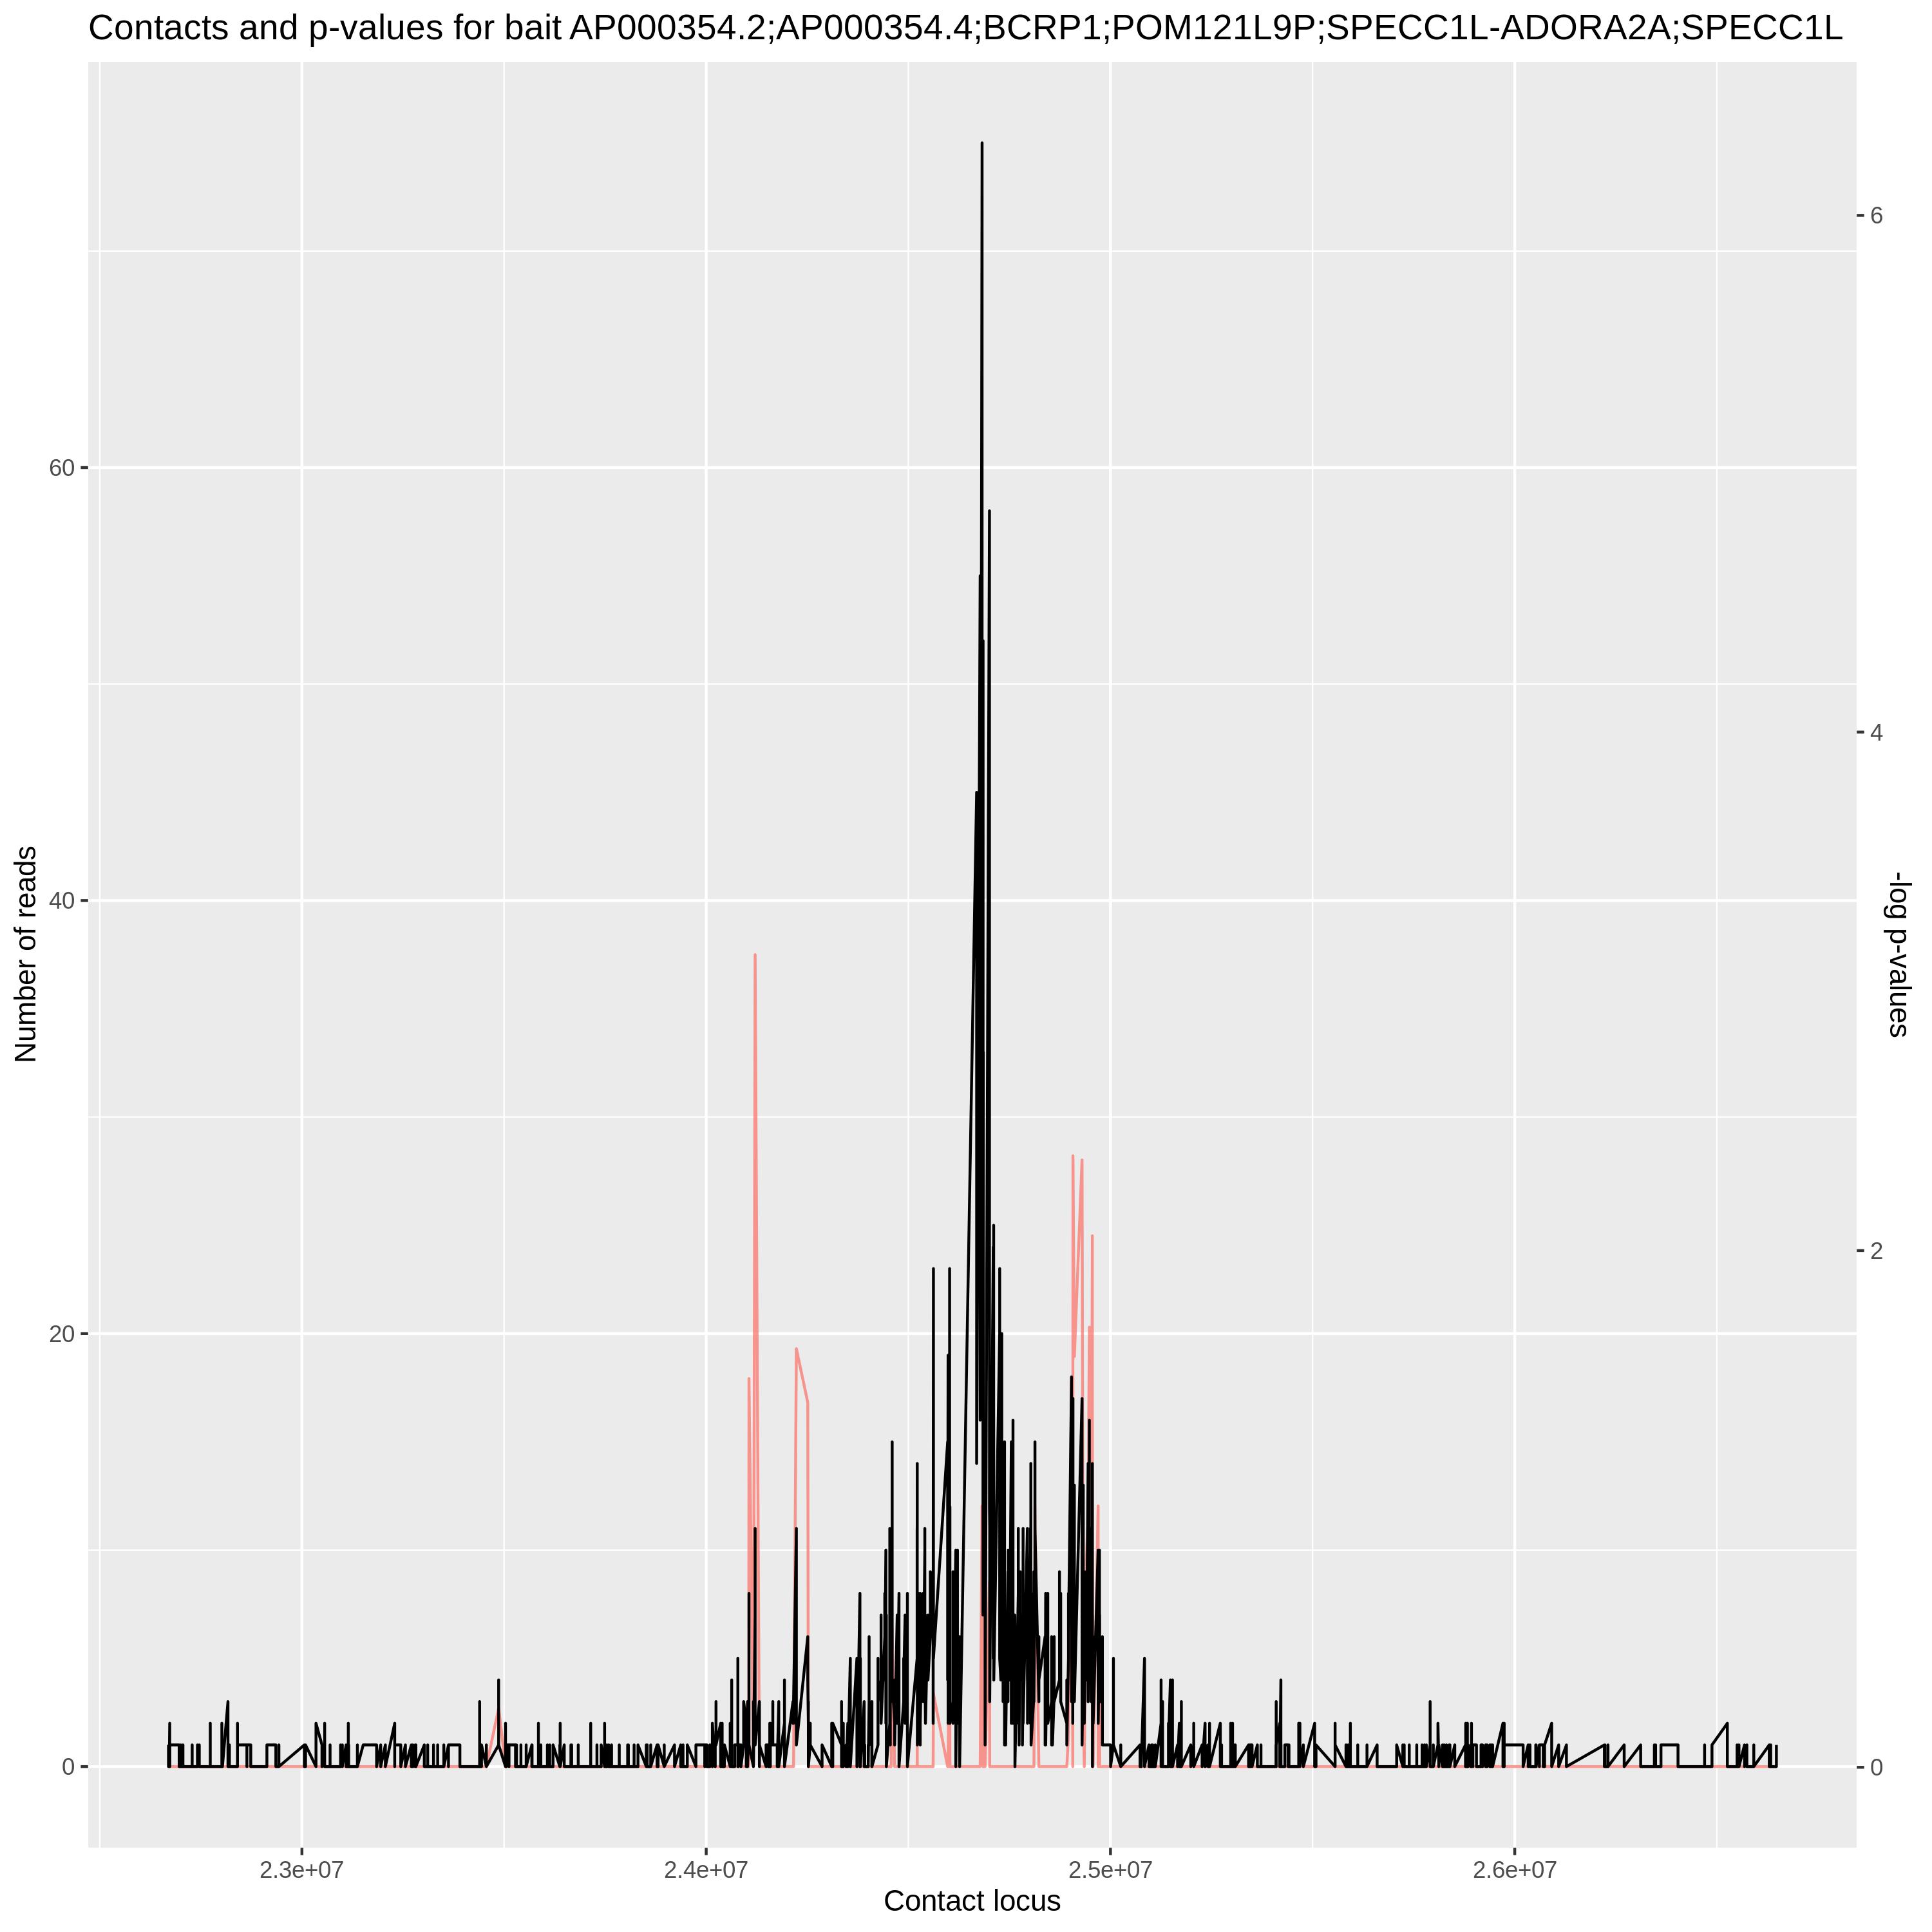 Contacts and p-values for bait AP000354.2;AP000354.4;BCRP1;POM121L9P;SPECC1L-ADORA2A;SPECC1L
Number of reads
60
40
20
0
6
4
2
0
-log p-values
2.3e+07 2.4e+07 2.5e+07 2.6e+07
Contact locus